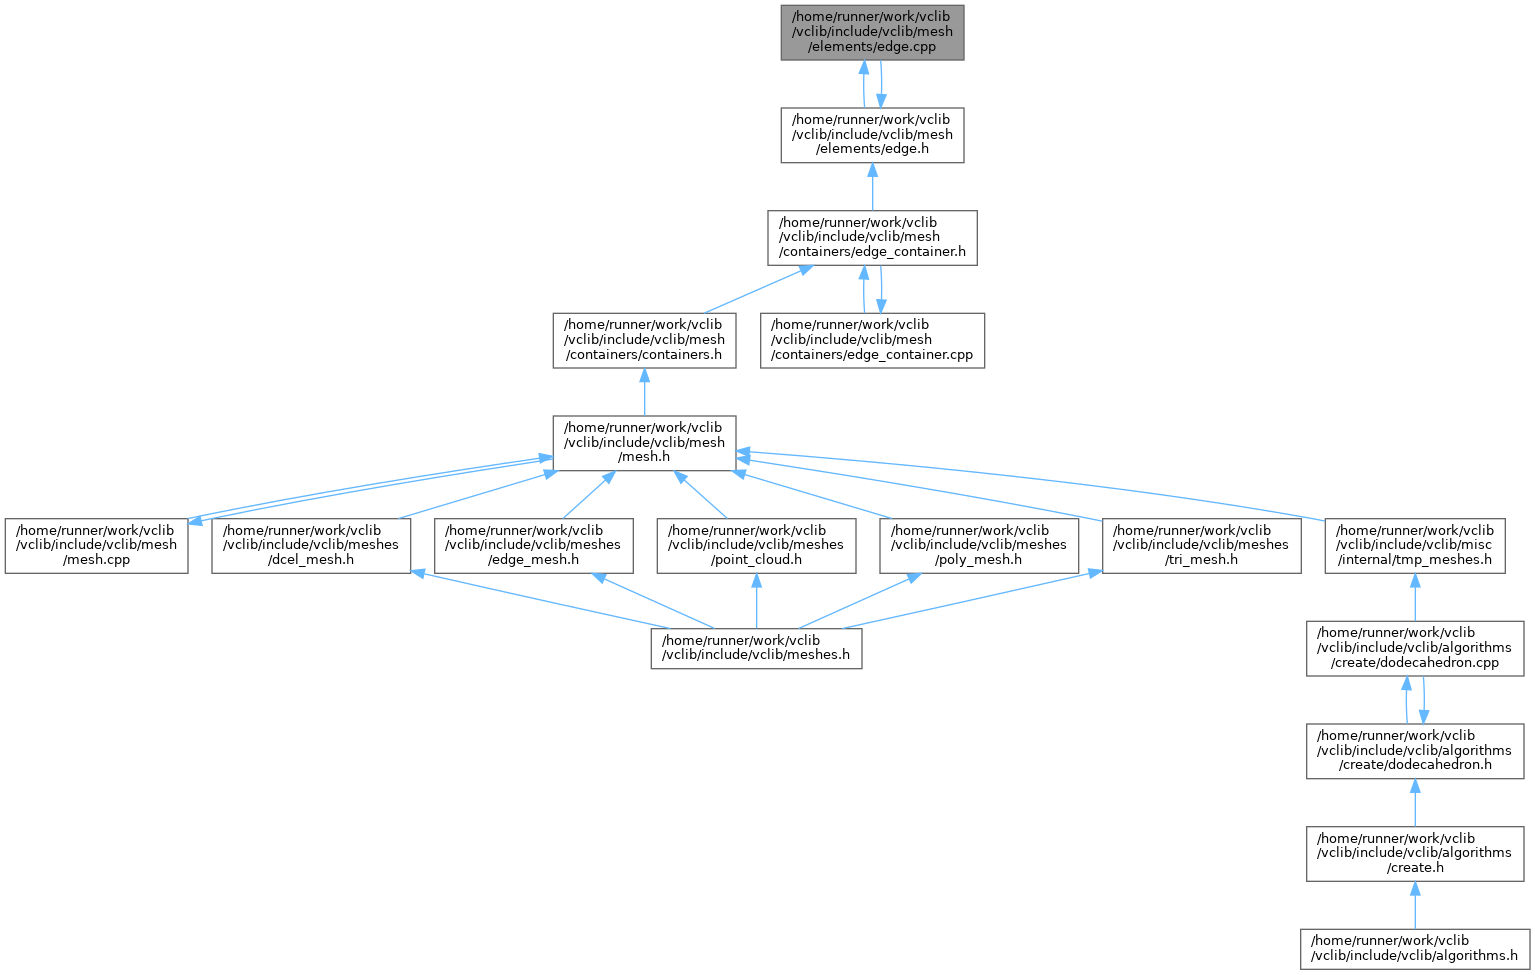 /home/runner/work/vclib
/vclib/include/vclib/mesh
/elements/edge.cpp
/home/runner/work/vclib
/vclib/include/vclib/mesh
/elements/edge.h
/home/runner/work/vclib
/vclib/include/vclib/mesh
/containers/edge_container.h
/home/runner/work/vclib
/vclib/include/vclib/mesh
/containers/containers.h
/home/runner/work/vclib
/vclib/include/vclib/mesh
/containers/edge_container.cpp
/home/runner/work/vclib
/vclib/include/vclib/mesh
/mesh.h
/home/runner/work/vclib
/vclib/include/vclib/mesh
/mesh.cpp
/home/runner/work/vclib
/vclib/include/vclib/meshes
/dcel_mesh.h
/home/runner/work/vclib
/vclib/include/vclib/meshes
/edge_mesh.h
/home/runner/work/vclib
/vclib/include/vclib/meshes
/point_cloud.h
/home/runner/work/vclib
/vclib/include/vclib/meshes
/poly_mesh.h
/home/runner/work/vclib
/vclib/include/vclib/meshes
/tri_mesh.h
/home/runner/work/vclib
/vclib/include/vclib/misc
/internal/tmp_meshes.h
/home/runner/work/vclib
/vclib/include/vclib/meshes.h
/home/runner/work/vclib
/vclib/include/vclib/algorithms
/create/dodecahedron.cpp
/home/runner/work/vclib
/vclib/include/vclib/algorithms
/create/dodecahedron.h
/home/runner/work/vclib
/vclib/include/vclib/algorithms
/create.h
/home/runner/work/vclib
/vclib/include/vclib/algorithms.h